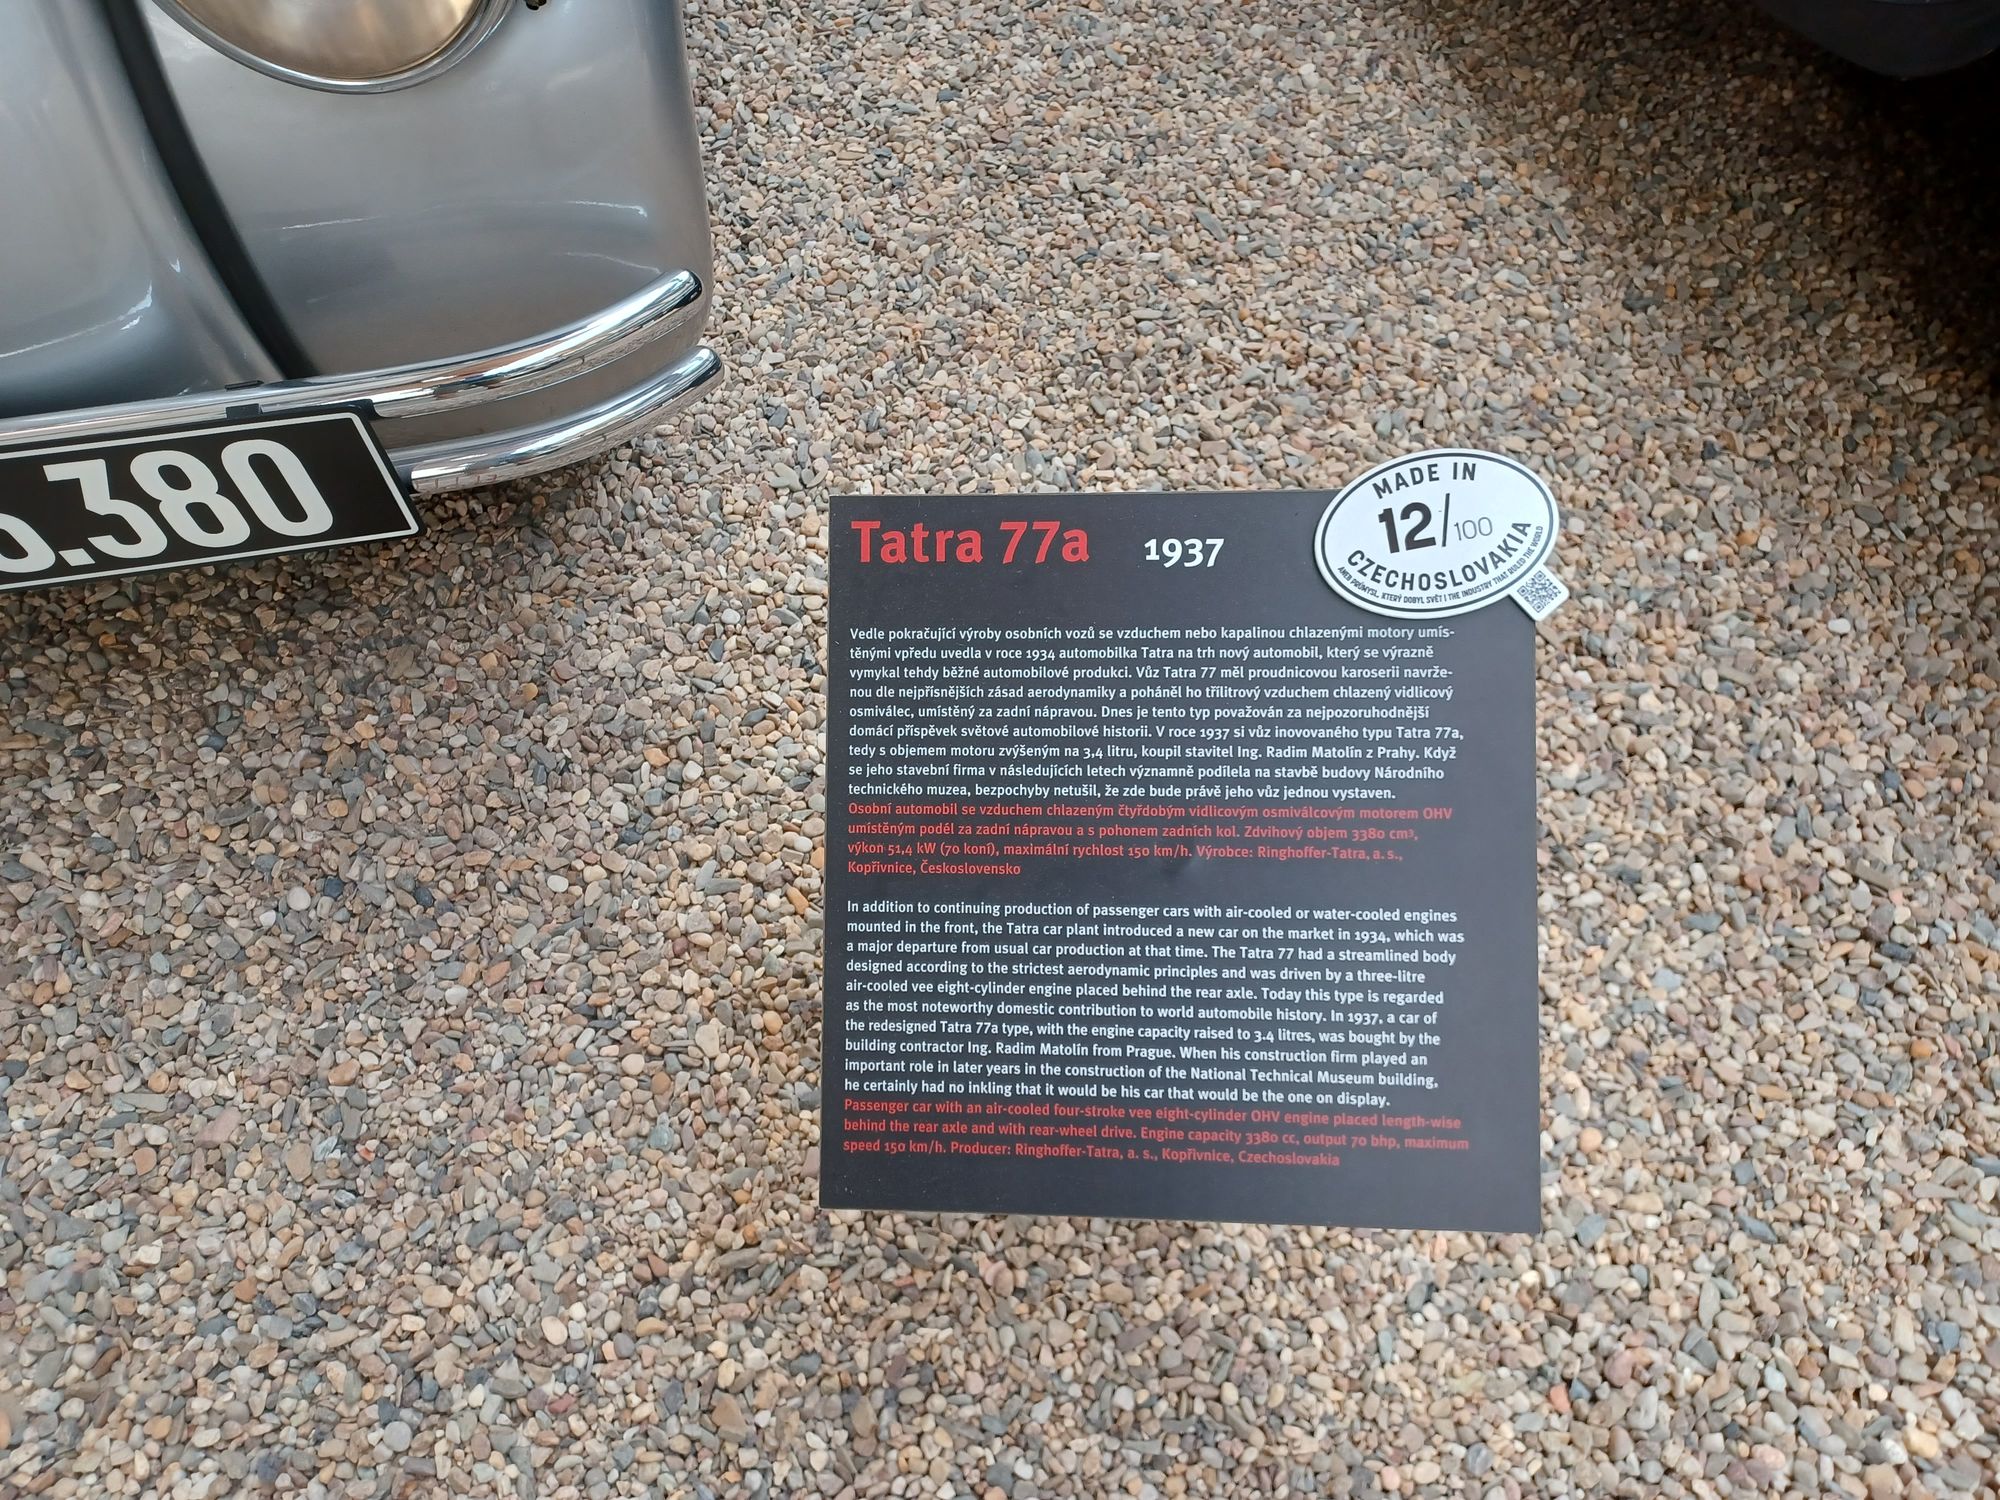 .380
Tatra 77a 1937
MADE IN
12/100
CZECHOSLOVAKIA
ANEB PRŮMYSL, KTERÝ DOBYL SVĚT | THE INDUSTRY THAT RULED THE WORLD
Vedle pokračující výroby osobních vozů se vzduchem nebo kapalinou chlazenými motory umís-
těnými vpředu uvedla v roce 1934 automobilka Tatra na trh nový automobil, který se výrazně
vymykal tehdy běžné automobilové produkci. Vůz Tatra 77 měl proudnicovou karoserii navrže-
nou dle nejpřísnějších zásad aerodynamiky a poháněl ho třílitrový vzduchem chlazený vidlicový
osmiválec, umístěný za zadní nápravou. Dnes je tento typ považován za nejpozoruhodnější
domácí příspěvek světové automobilové historii. V roce 1937 si vůz inovovaného typu Tatra 77a,
tedy s objemem motoru zvýšeným na 3,4 litru, koupil stavitel Ing. Radim Matolín z Prahy. Když
se jeho stavební firma v následujících letech významně podílela na stavbě budovy Národního
technického muzea, bezpochyby netušil, že zde bude právě jeho vůz jednou vystaven.
Osobní automobil se vzduchem chlazeným čtyřdobým vidlicovým osmiválcovým motorem OHV
umístěným podél za zadní nápravou a s pohonem zadních kol. Zdvihový objem 3380 cm³,
výkon 51,4 kW (70 koní), maximální rychlost 150 km/h. Výrobce: Ringhoffer-Tatra, a. s.,
Kopřivnice, Československo
In addition to continuing production of passenger cars with air-cooled or water-cooled engines
mounted in the front, the Tatra car plant introduced a new car on the market in 1934, which was
a major departure from usual car production at that time. The Tatra 77 had a streamlined body
designed according to the strictest aerodynamic principles and was driven by a three-litre
air-cooled vee eight-cylinder engine placed behind the rear axle. Today this type is regarded
as the most noteworthy domestic contribution to world automobile history. In 1937, a car of
the redesigned Tatra 77a type, with the engine capacity raised to 3.4 litres, was bought by the
building contractor Ing. Radim Matolín from Prague. When his construction firm played an
important role in later years in the construction of the National Technical Museum building,
he certainly had no inkling that it would be his car that would be the one on display.
Passenger car with an air-cooled four-stroke vee eight-cylinder OHV engine placed length-wise
behind the rear axle and with rear-wheel drive. Engine capacity 3380 cc, output 70 bhp, maximum
speed 150 km/h. Producer: Ringhoffer-Tatra, a. s., Kopřivnice, Czechoslovakia